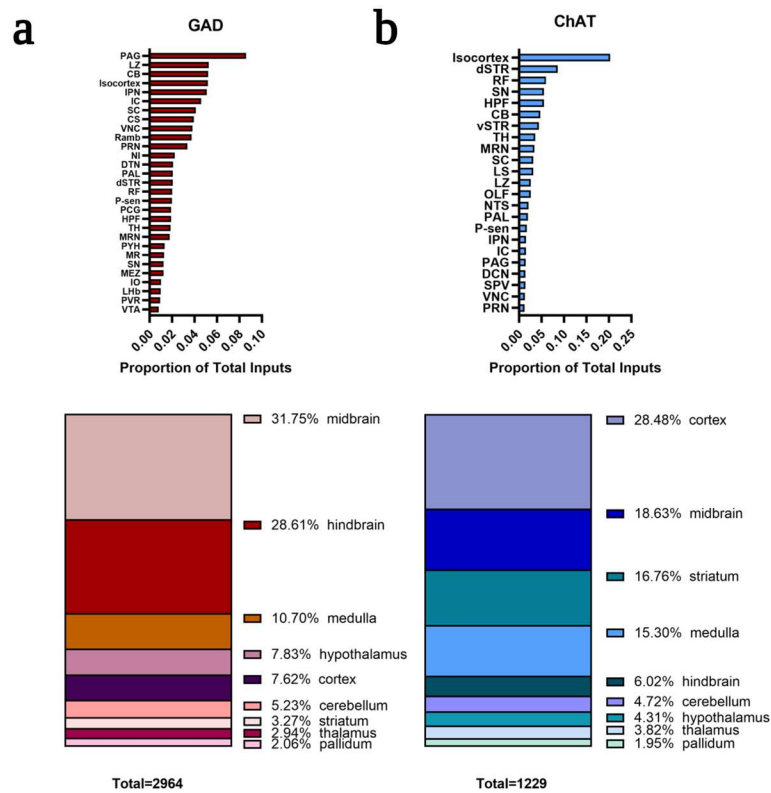 a
GAD
PAG
LZ
CB
Isocortex
IPN
IC
SC
CS
VNC
Ramb
PRN
NI
DTN
PAL
dSTR
RF
P-sen
PCG
HPF
TH
MRN
PYH
MR
SN
MEZ
IO
LHb
PVR
VTA
0.00 0.02 0.04 0.06 0.08 0.10
Proportion of Total Inputs
b
ChAT
Isocortex
dSTR
RF
SN
HPF
CB
vSTR
TH
MRN
SC
LS
LZ
OLF
NTS
PAL
P-sen
IPN
IC
PAG
DCN
SPV
VNC
PRN
0.00 0.05 0.10 0.15 0.20 0.25
Proportion of Total Inputs
31.75% midbrain
28.61% hindbrain
10.70% medulla
7.83% hypothalamus
7.62% cortex
5.23% cerebellum
3.27% striatum
2.94% thalamus
2.06% pallidum
Total=2964
28.48% cortex
18.63% midbrain
16.76% striatum
15.30% medulla
6.02% hindbrain
4.72% cerebellum
4.31% hypothalamus
3.82% thalamus
1.95% pallidum
Total=1229